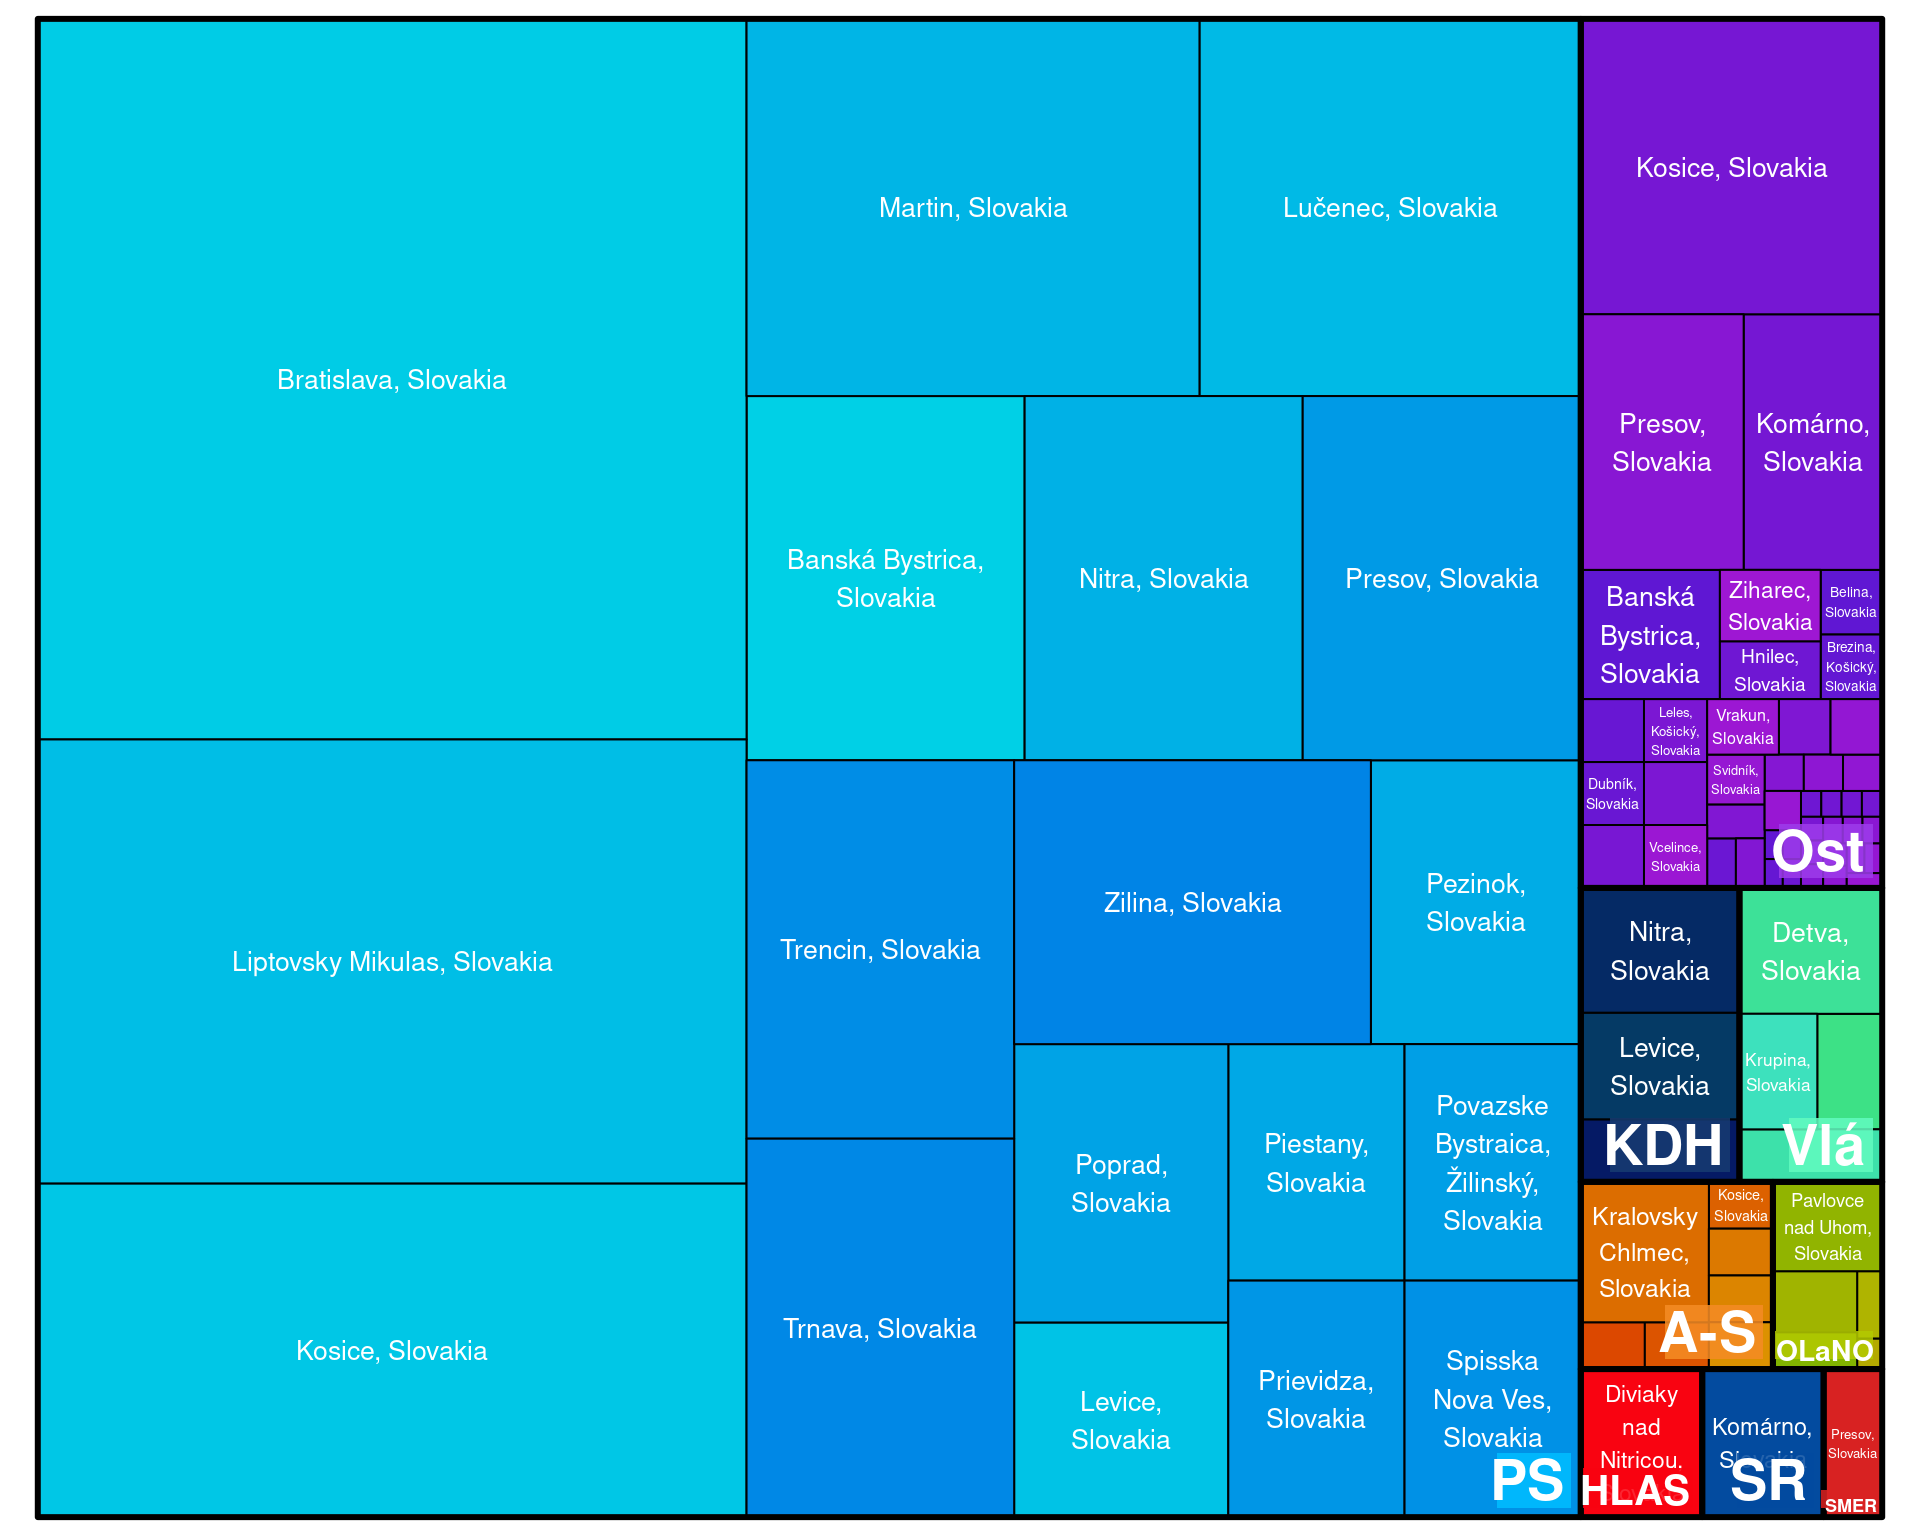 Bratislava, Slovakia
Liptovsky Mikulas, Slovakia
Kosice, Slovakia
Martin, Slovakia
Lučenec, Slovakia
Banská Bystrica,
Slovakia
Nitra, Slovakia
Presov, Slovakia
Trencin, Slovakia
Trnava, Slovakia
Zilina, Slovakia
Pezinok,
Slovakia
Poprad,
Slovakia
Levice,
Slovakia
Piestany,
Slovakia
Povazske
Bystraica,
Žilinský,
Slovakia
Prievidza,
Slovakia
Spisska
Nova Ves,
Slovakia
PS
Kosice, Slovakia
Presov,
Slovakia
Komárno,
Slovakia
Banská
Bystrica,
Slovakia
Ziharec,
Slovakia
Hnilec,
Slovakia
Belina,
Slovakia
Brezina,
Košický,
Slovakia
Leles,
Košický,
Slovakia
Dubník,
Slovakia
Vcelince,
Slovakia
Vrakun,
Slovakia
Svidník,
Slovakia
Ost
Nitra,
Slovakia
Levice,
Slovakia
KDH
Detva,
Slovakia
Krupina,
Slovakia
Vlá
Kralovsky
Chlmec,
Slovakia
Kosice,
Slovakia
A-S
Pavlovce
nad Uhom,
Slovakia
OLaNO
Diviaky
nad
Nitricou.
HLAS
Komárno,
Slovakia
SR
Presov,
Slovakia
SMER